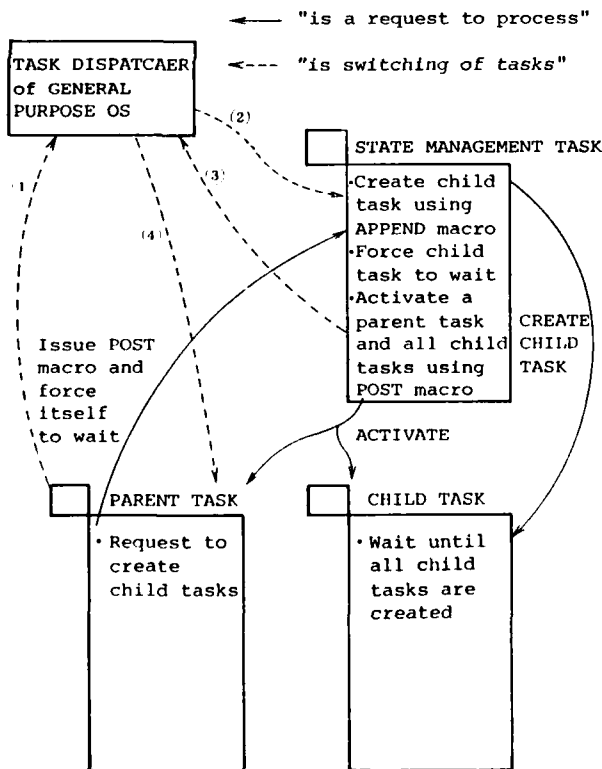 "is a request to process"
TASK DISPATCAER
of GENERAL
PURPOSE OS
"is switching of tasks"
(1
(2)
(3)
(4)
STATE MANAGEMENT TASK
·Create child
task using
APPEND macro
·Force child
task to wait
·Activate a
parent task
and all child
tasks using
POST macro
CREATE
CHILD
TASK
Issue POST
macro and
force
itself
to wait
ACTIVATE
PARENT TASK
·Request to
create
child tasks
CHILD TASK
·Wait until
all child
tasks are
created